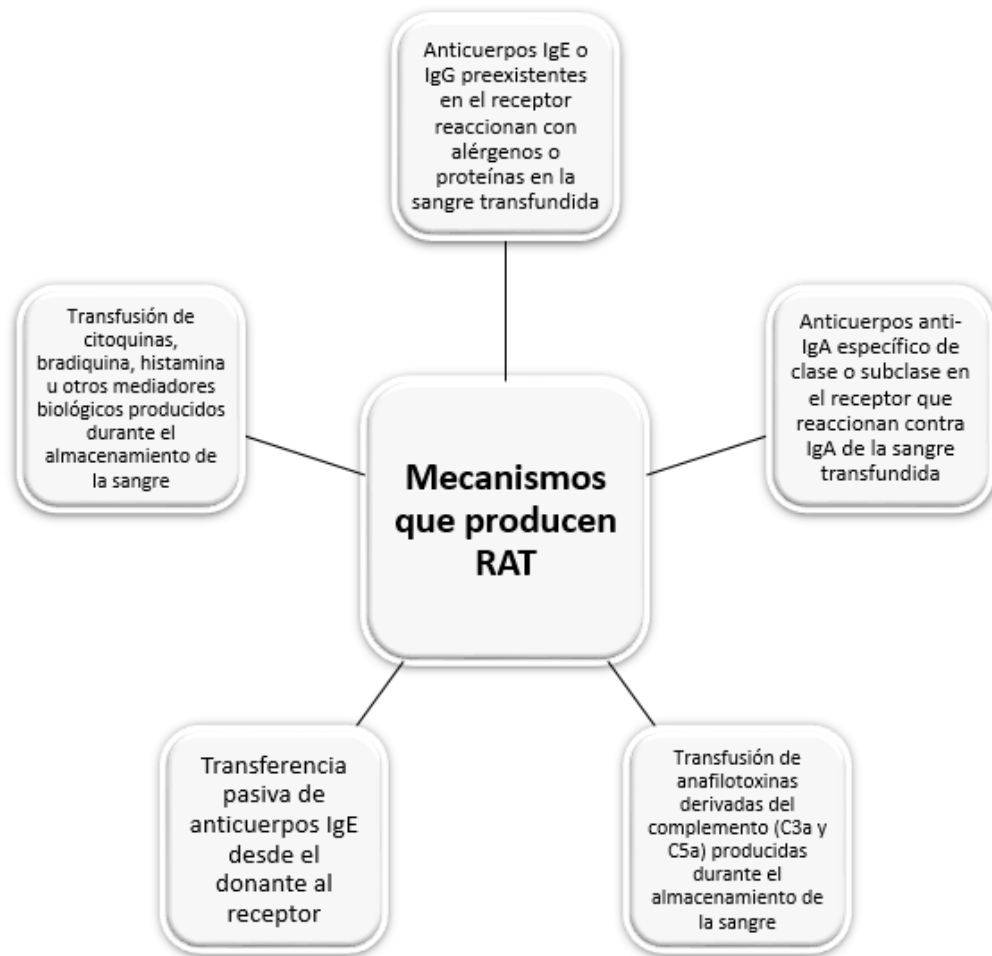 Anticuerpos IgE o
IgG preexistentes
en el receptor
reaccionan con
alérgenos o
proteínas en la
sangre transfundida
Transfusión de
citoquinas,
bradiquina, histamina
u otros mediadores
biológicos producidos
durante el
almacenamiento de
la sangre
Anticuerpos anti-
IgA específico de
clase o subclase en
el receptor que
reaccionan contra
IgA de la sangre
transfundida
Mecanismos
que producen
RAT
Transferencia
pasiva de
anticuerpos IgE
desde el
donante al
receptor
Transfusión de
anafilotoxinas
derivadas del
complemento (C3a y
C5a) producidas
durante el
almacenamiento de
la sangre